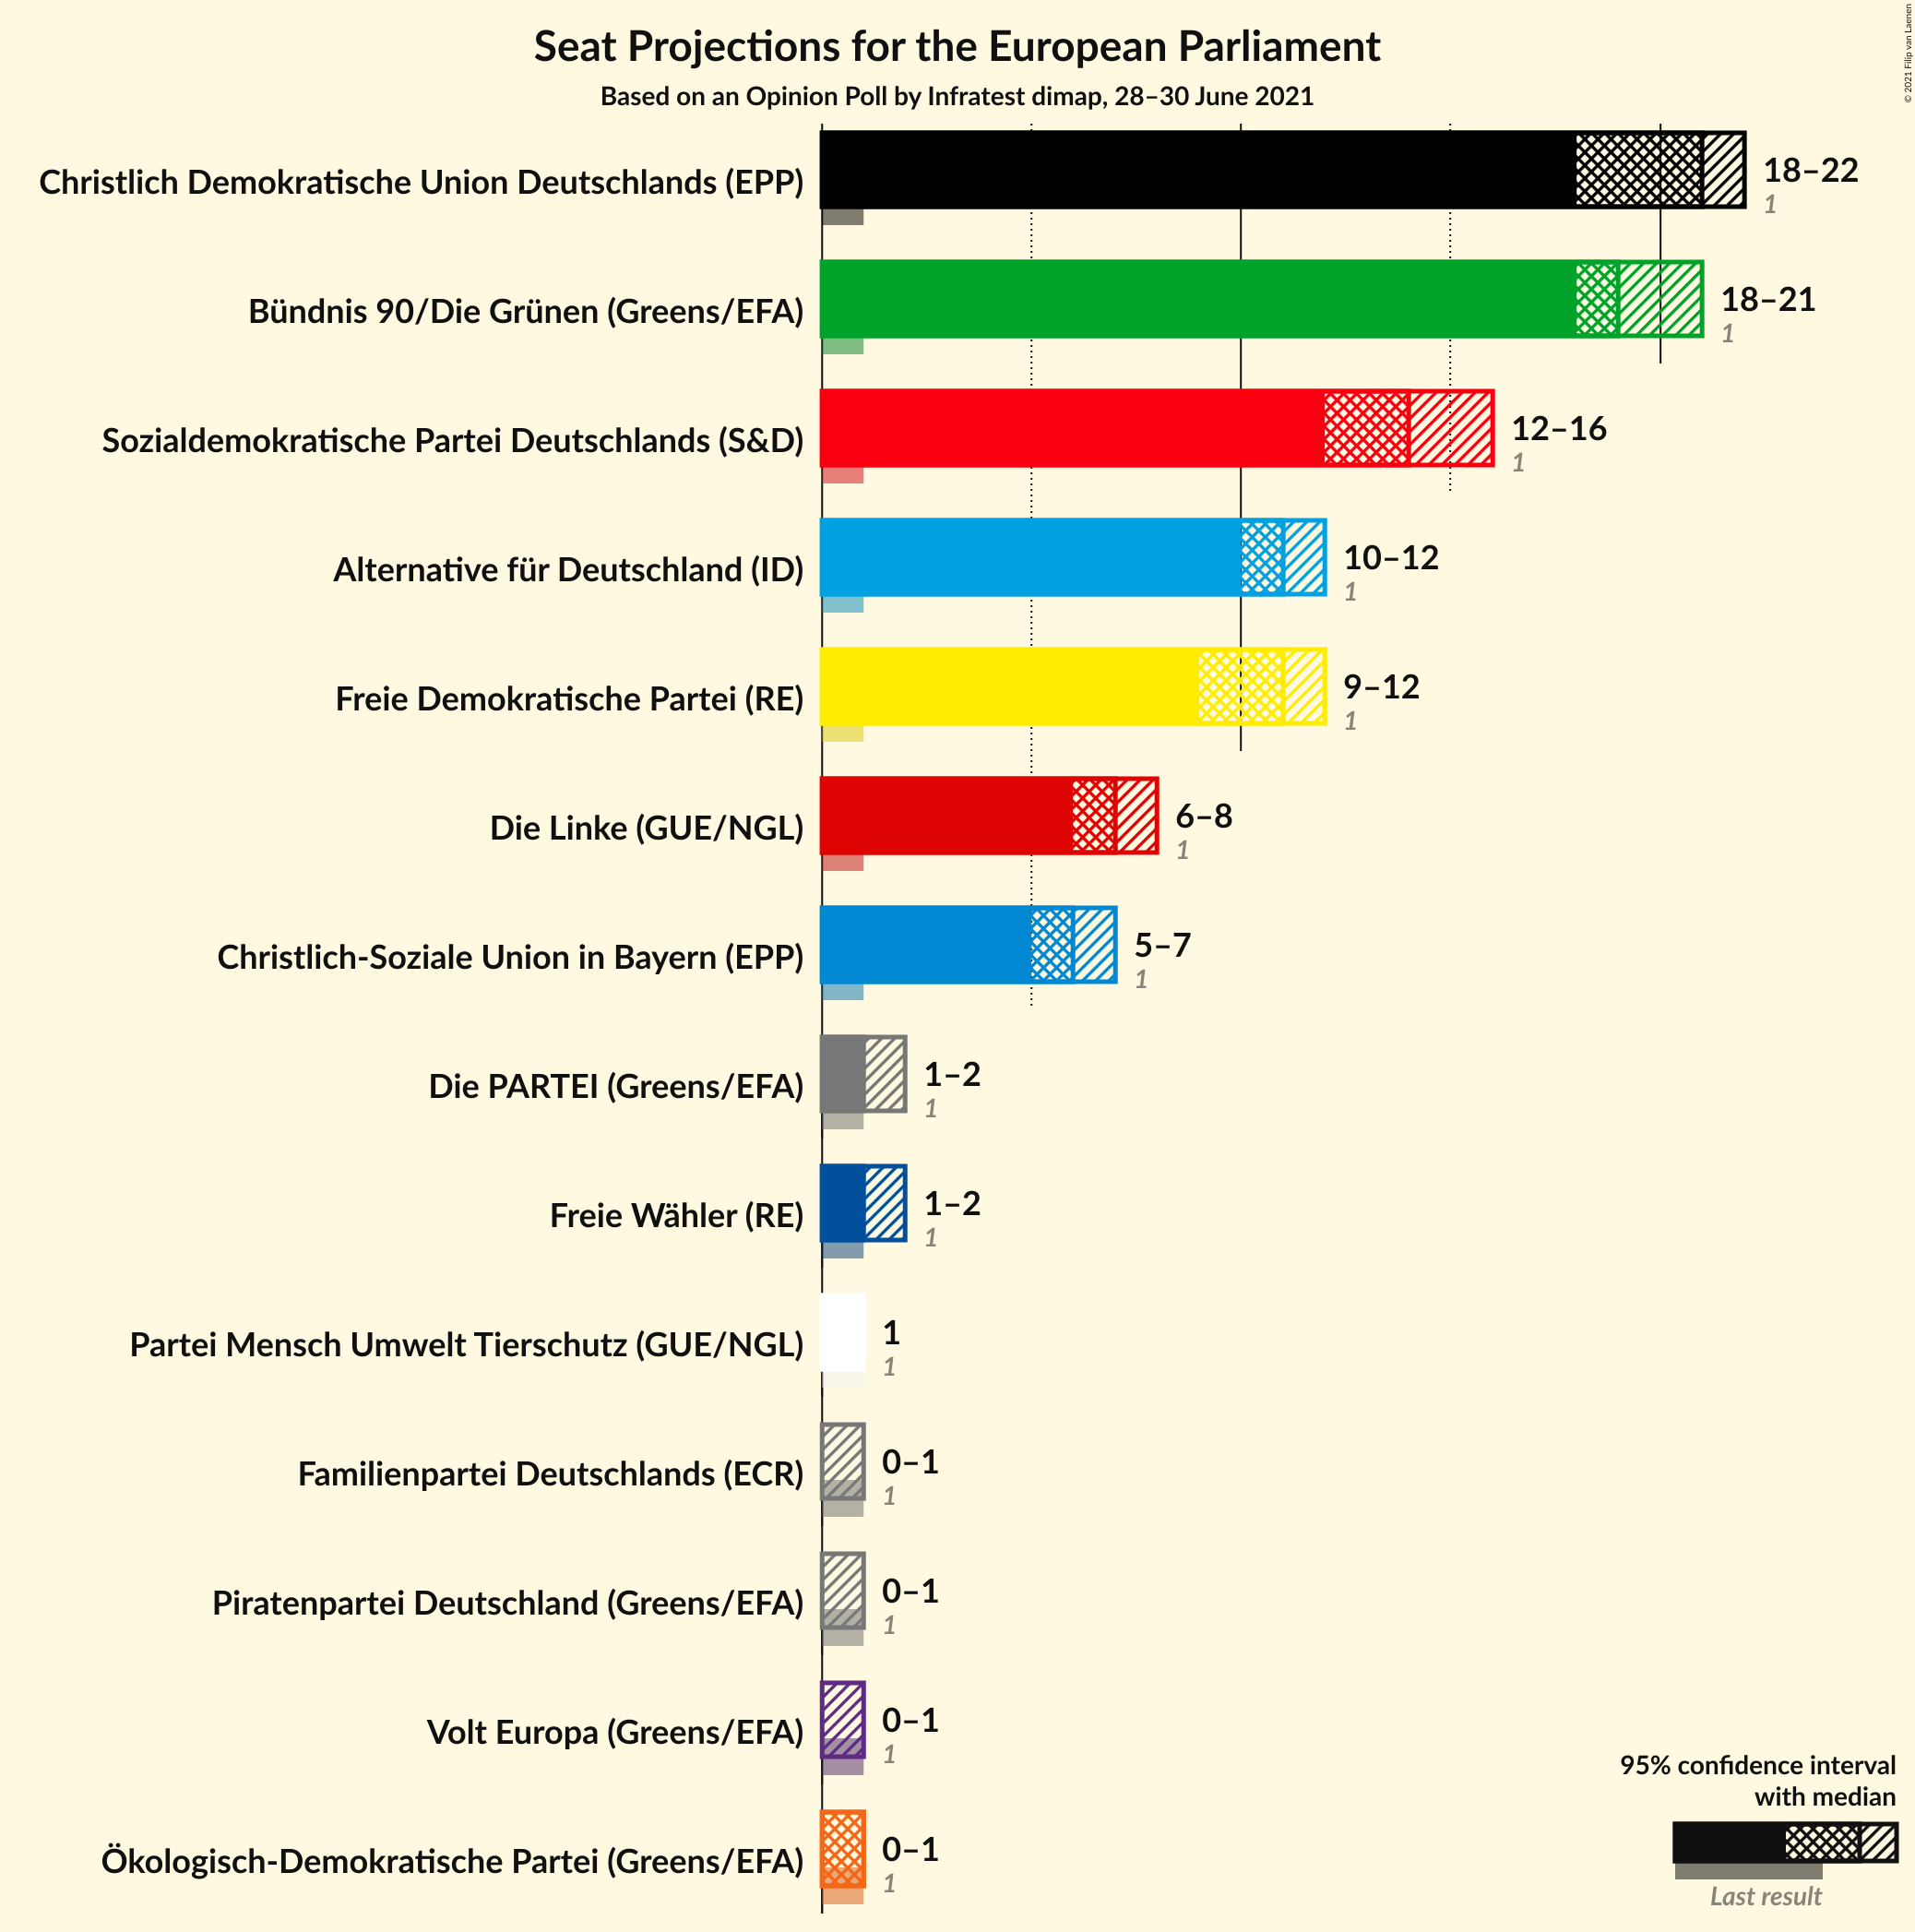 Seat Projections for the European Parliament
Based on an Opinion Poll by Infratest dimap, 28–30 June 2021
© 2021 Filip van Laenen
Christlich Demokratische Union Deutschlands (EPP)
18–22
1
Bündnis 90/Die Grünen (Greens/EFA)
18–21
1
Sozialdemokratische Partei Deutschlands (S&D)
12–16
1
Alternative für Deutschland (ID)
10–12
1
Freie Demokratische Partei (RE)
9–12
1
Die Linke (GUE/NGL)
6–8
1
Christlich-Soziale Union in Bayern (EPP)
5–7
1
Die PARTEI (Greens/EFA)
1–2
1
Freie Wähler (RE)
1–2
1
Partei Mensch Umwelt Tierschutz (GUE/NGL)
1
1
Familienpartei Deutschlands (ECR)
0–1
1
Piratenpartei Deutschland (Greens/EFA)
0–1
1
Volt Europa (Greens/EFA)
0–1
1
Ökologisch-Demokratische Partei (Greens/EFA)
0–1
1
95% confidence interval
with median
Last result